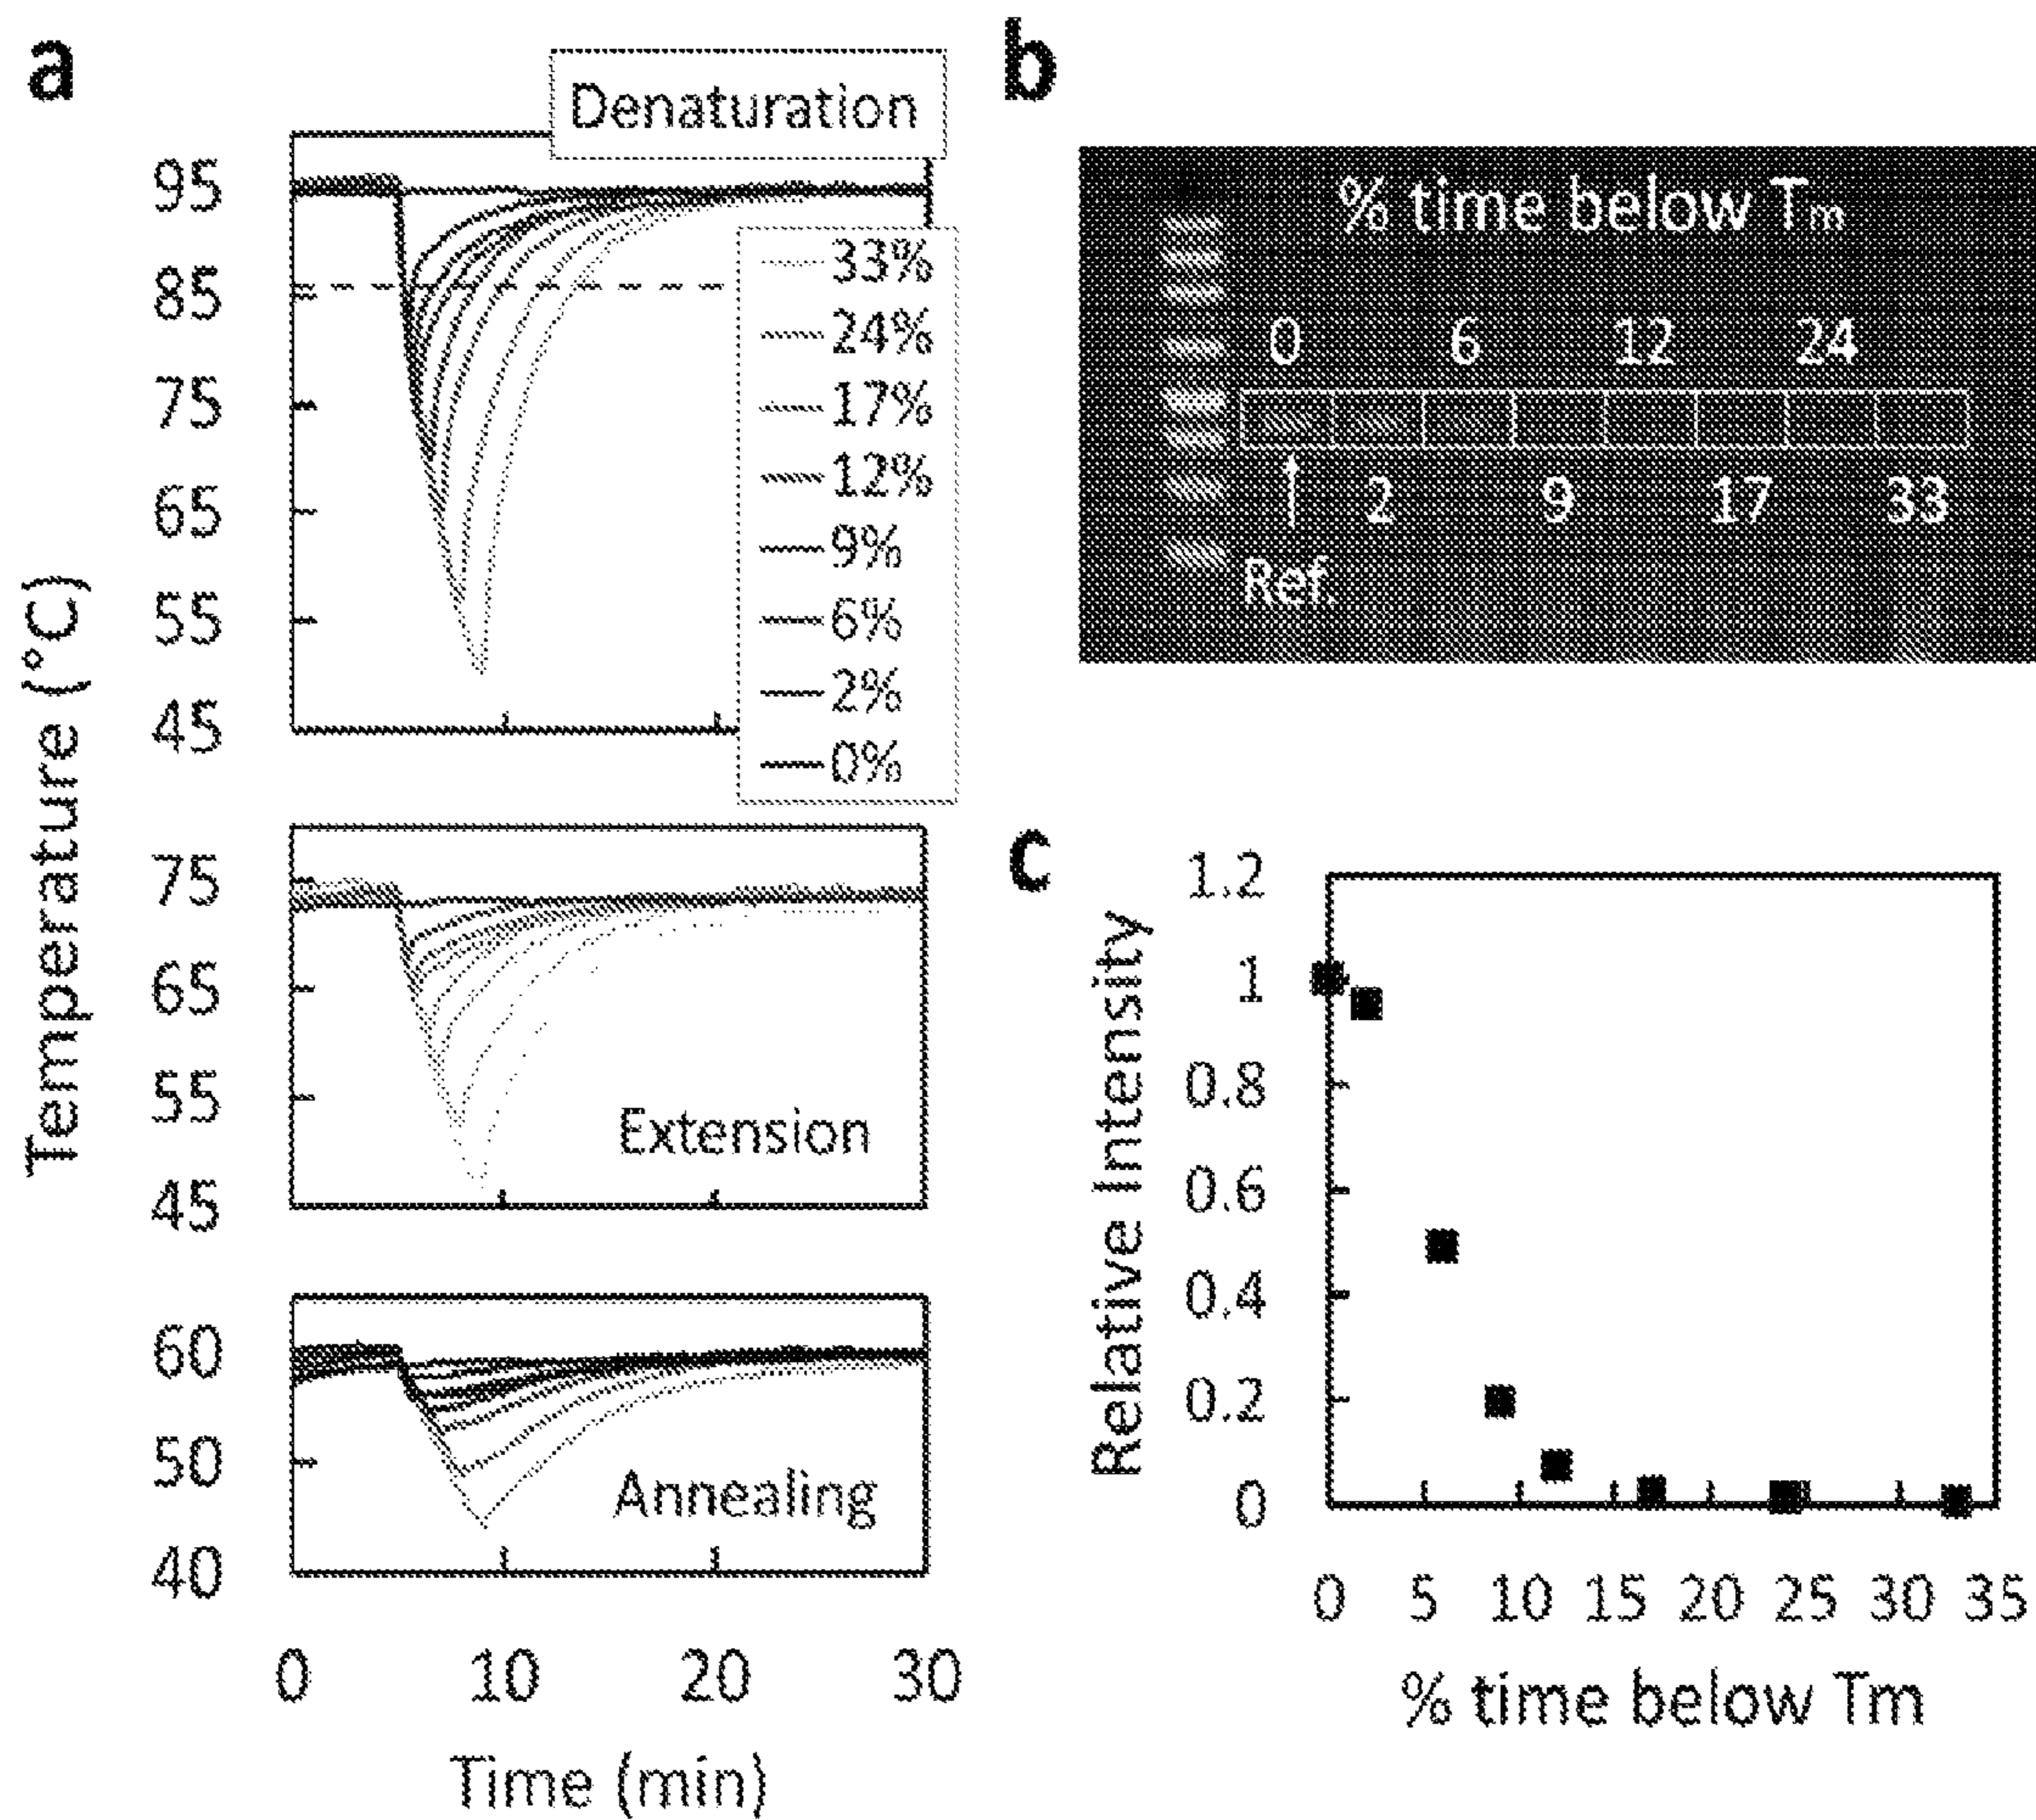 a
Denaturation
95
85
75
65
55
45
33%
24%
17%
12%
9%
6%
2%
0%
75
65
55
45
Extension
60
50
40
Annealing
0 10 20 30
Time (min)
Temperature (°C)
b
% time below Tm
0 6 12 24
2 9 17 33
Ref.
c
1.2
1
0.8
0.6
0.4
0.2
0
Relative Intensity
0 5 10 15 20 25 30 35
% time below Tm